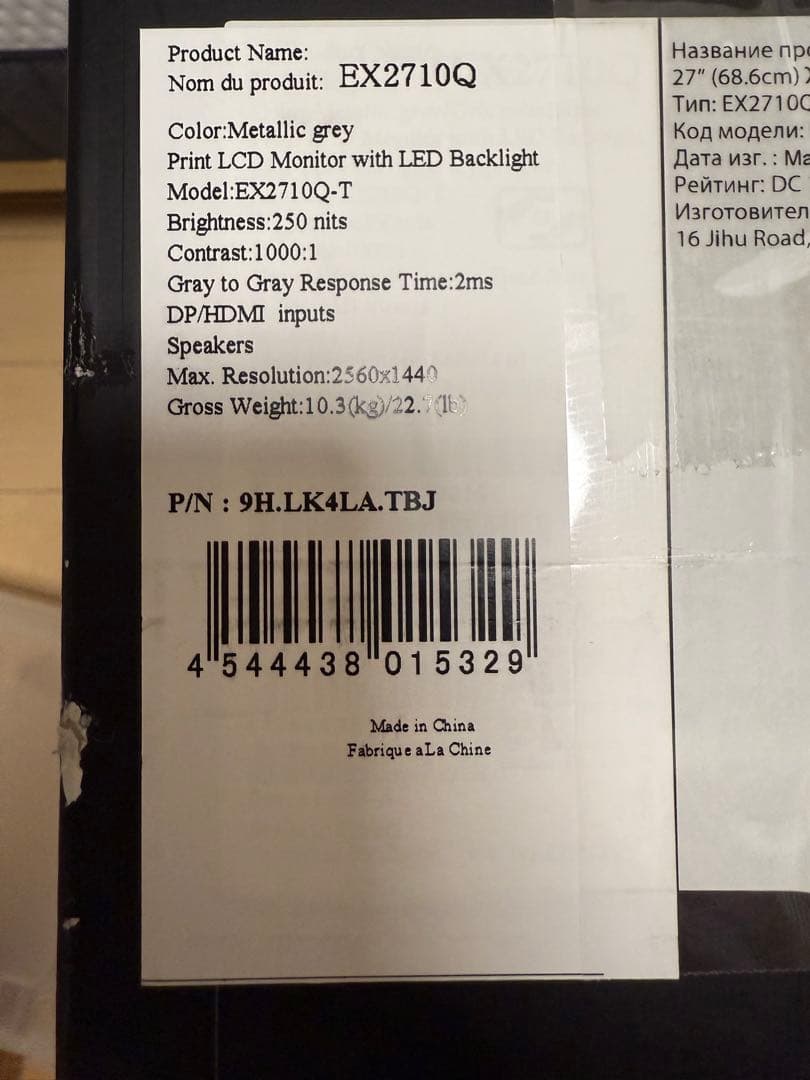 Product Name:
Nom du produit: EX2710Q
Color:Metallic grey
Print LCD Monitor with LED Backlight
Model:EX2710Q-T
Brightness:250 nits
Contrast:1000:1
Gray to Gray Response Time:2ms
DP/HDMI inputs
Speakers
Max. Resolution:2560x1440
Gross Weight:10.3(kg)/22.7(lb)
P/N : 9H.LK4LA.TBJ
4 544438 015329
Made in China
Fabrique aLa Chine
Название
27" (68.6cm)
Тип: EX2710Q
Код модели:
Дата изг. :
Рейтинг: DC
16 Jihu Road,